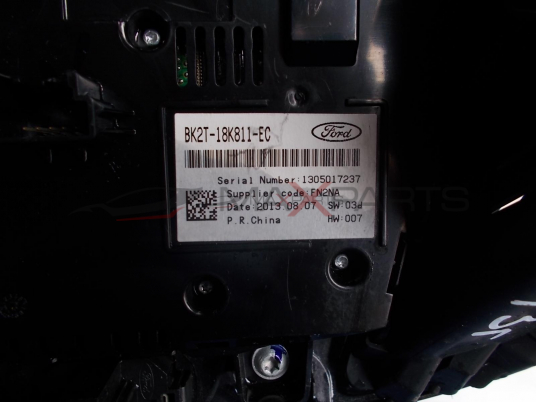 BK2T-18K811-EC
Ford
Serial Number:1305017237
Supplier code:FN2NA
Date:2013 08 07 SW:03d
P.R.China HW:007